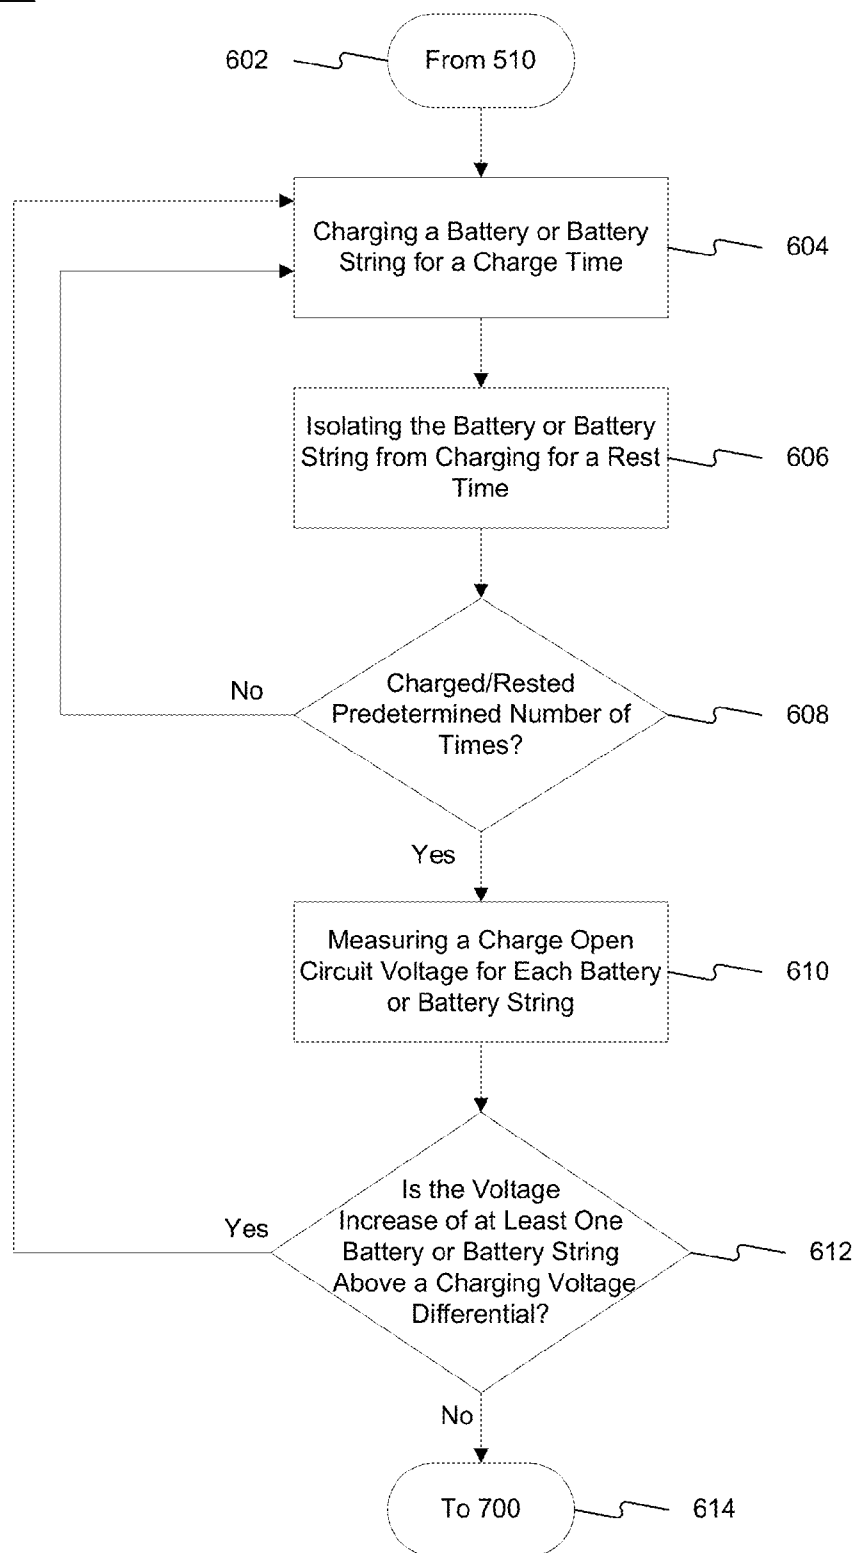 602
From 510
Charging a Battery or Battery
String for a Charge Time
604
Isolating the Battery or Battery
String from Charging for a Rest
Time
606
No
Charged/Rested
Predetermined Number of
Times?
608
Yes
Measuring a Charge Open
Circuit Voltage for Each Battery
or Battery String
610
Yes
Is the Voltage
Increase of at Least One
Battery or Battery String
Above a Charging Voltage
Differential?
612
No
To 700
614